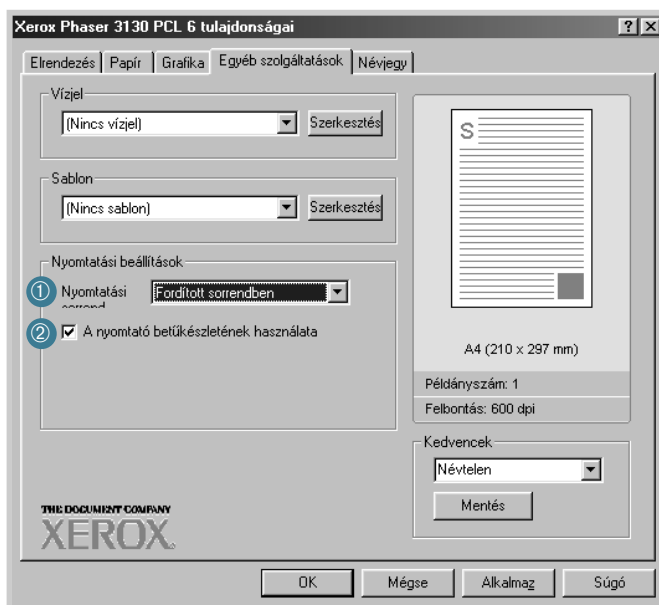 Xerox Phaser 3130 PCL 6 tulajdonságai
Elrendezés Papír Grafika Egyéb szolgáltatások Névjegy
Vízjel
(Nincs vízjel) Szerkesztés
Sablon
(Nincs sablon) Szerkesztés
Nyomtatási beállítások
① Nyomtatási sorrend Fordított sorrendben
② A nyomtató betűkészletének használata
S
A4 (210 x 297 mm)
Példányszám: 1
Felbontás: 600 dpi
Kedvencek
Névtelen
Mentés
THE DOCUMENT COMPANY
XEROX
OK Mégse Alkalmaz Súgó